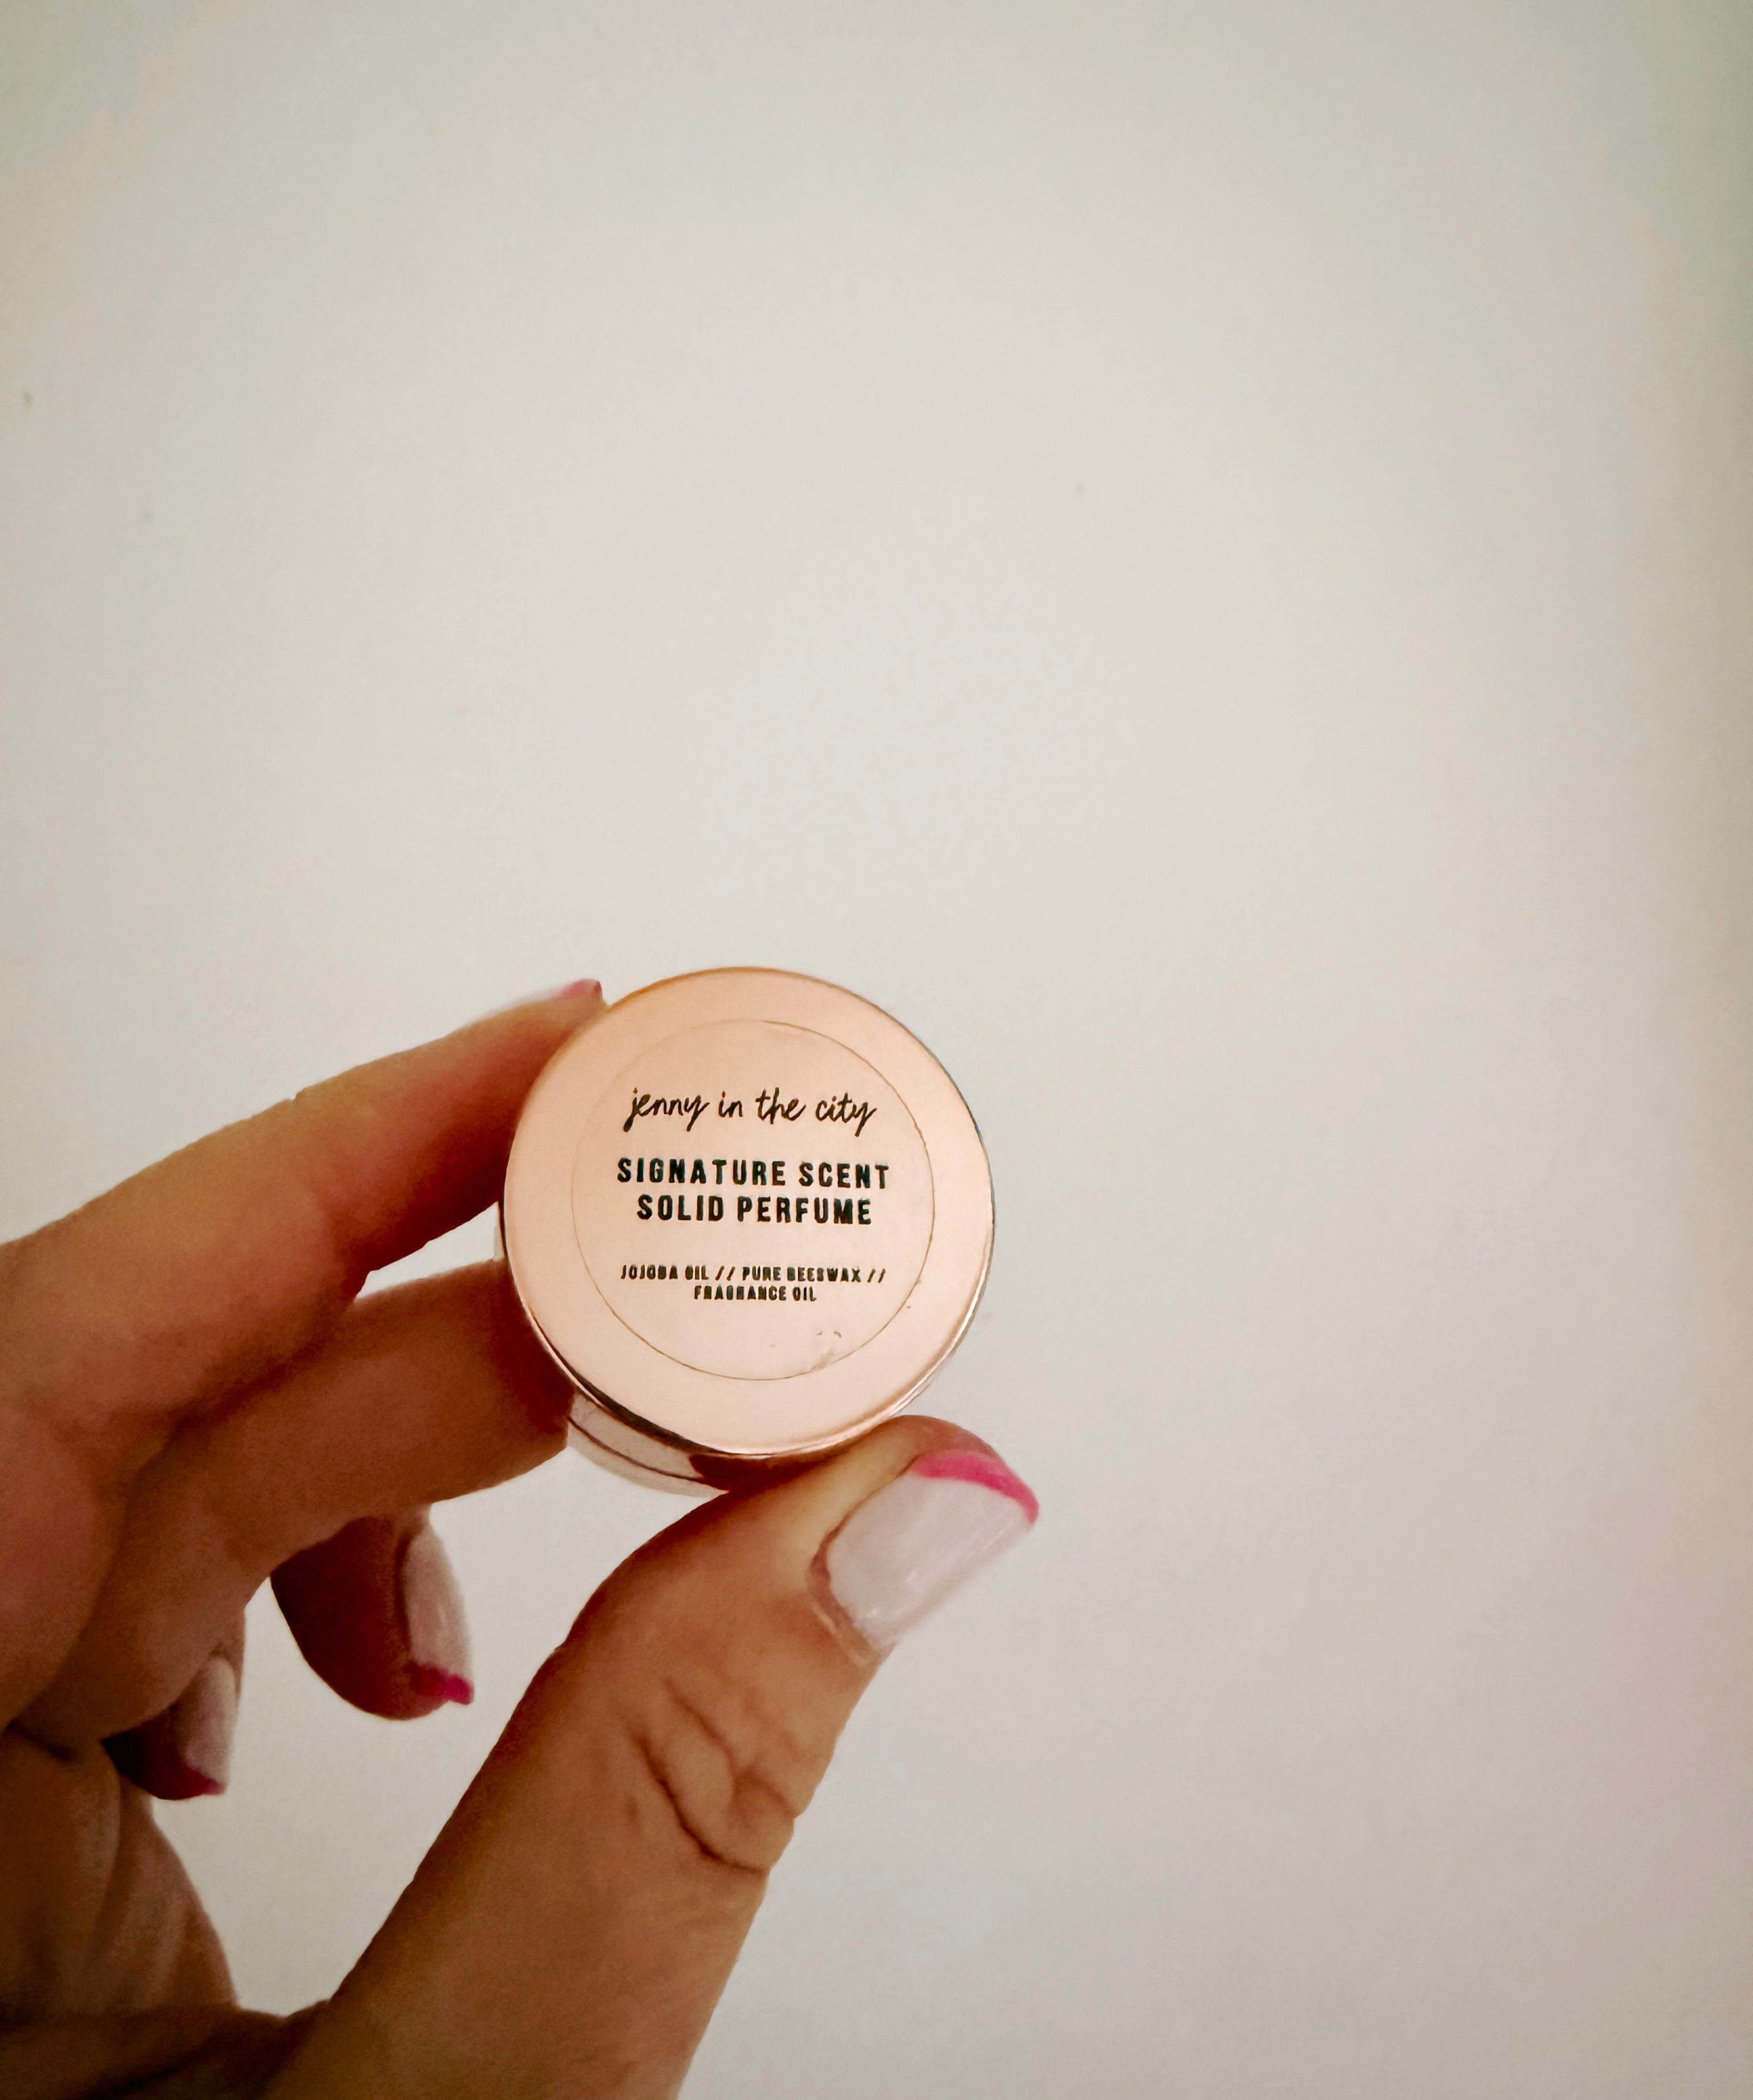 jenny in the city
SIGNATURE SCENT
SOLID PERFUME
JOJOBA OIL // PURE BEESWAX //
FRAGRANCE OIL